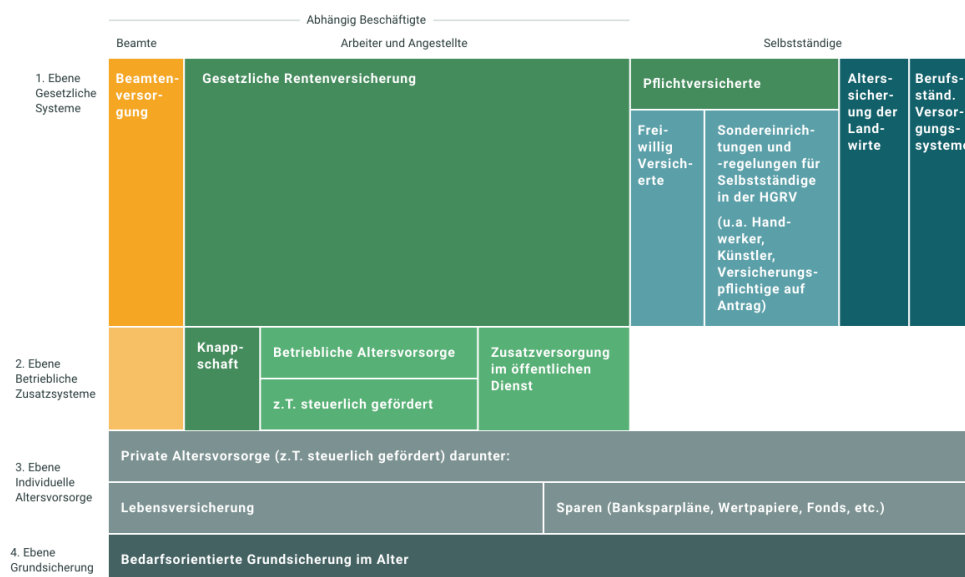 Abhängig Beschäftigte
Beamte
Arbeiter und Angestellte
Selbstständige
1. Ebene
Gesetzliche
Systeme
Beamten-
versor-
gung
Gesetzliche Rentenversicherung
Pflichtversicherte
Frei-
willig
Versich-
erte
Sondereinrich-
tungen und
-regelungen für
Selbstständige
in der HGRV
(u.a. Hand-
werker,
Künstler,
Versicherungs-
pflichtige auf
Antrag)
Alters-
sicher-
ung der
Land-
wirte
Berufs-
ständ.
Versor-
gungs-
systeme
2. Ebene
Betriebliche
Zusatzsysteme
Knapp-
schaft
Betriebliche Altersvorsorge
z.T. steuerlich gefördert
Zusatzversorgung
im öffentlichen
Dienst
3. Ebene
Individuelle
Altersvorsorge
Private Altersvorsorge (z.T. steuerlich gefördert) darunter:
Lebensversicherung
Sparen (Banksparpläne, Wertpapiere, Fonds, etc.)
4. Ebene
Grundsicherung
Bedarfsorientierte Grundsicherung im Alter